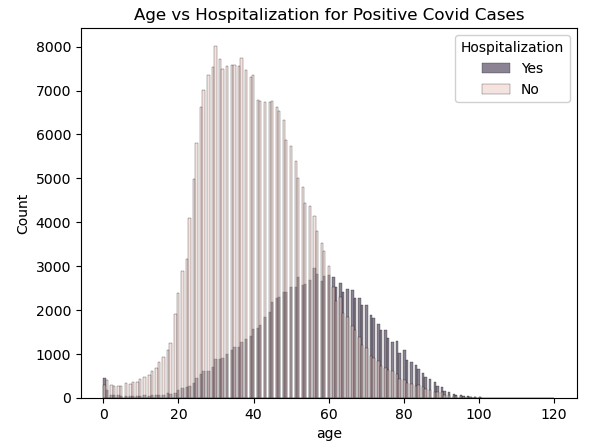 Age vs Hospitalization for Positive Covid Cases
Hospitalization
Yes
No
Count
8000
7000
6000
5000
4000
3000
2000
1000
0
0 20 40 60 80 100 120
age